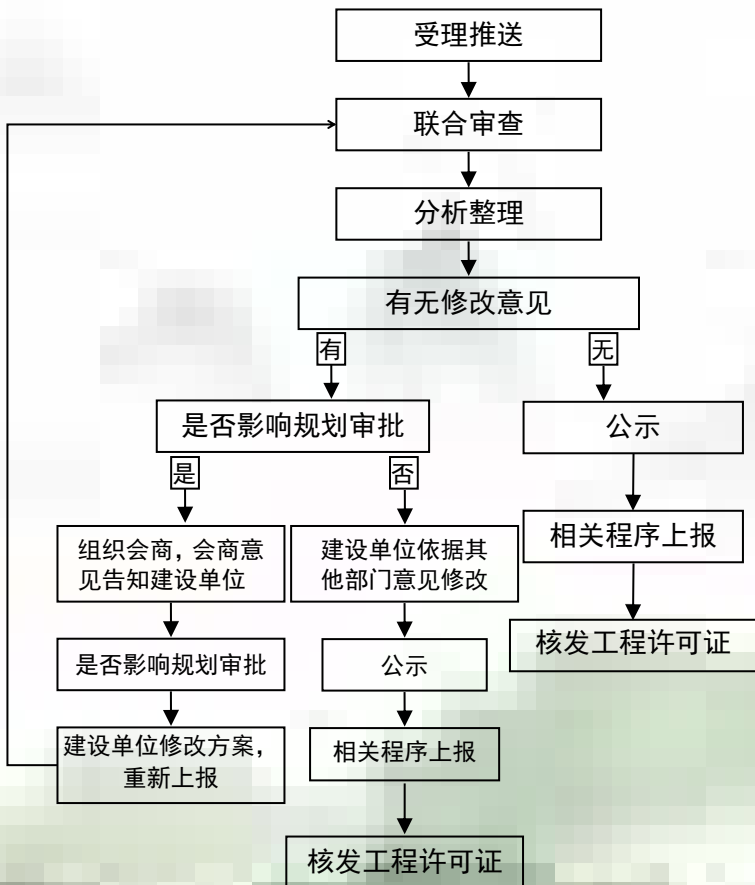 受理推送
联合审查
分析整理
有无修改意见
有
无
是否影响规划审批
公示
是
否
组织会商，会商意
见告知建设单位
建设单位依据其
他部门意见修改
相关程序上报
是否影响规划审批
公示
核发工程许可证
建设单位修改方案，
重新上报
相关程序上报
核发工程许可证